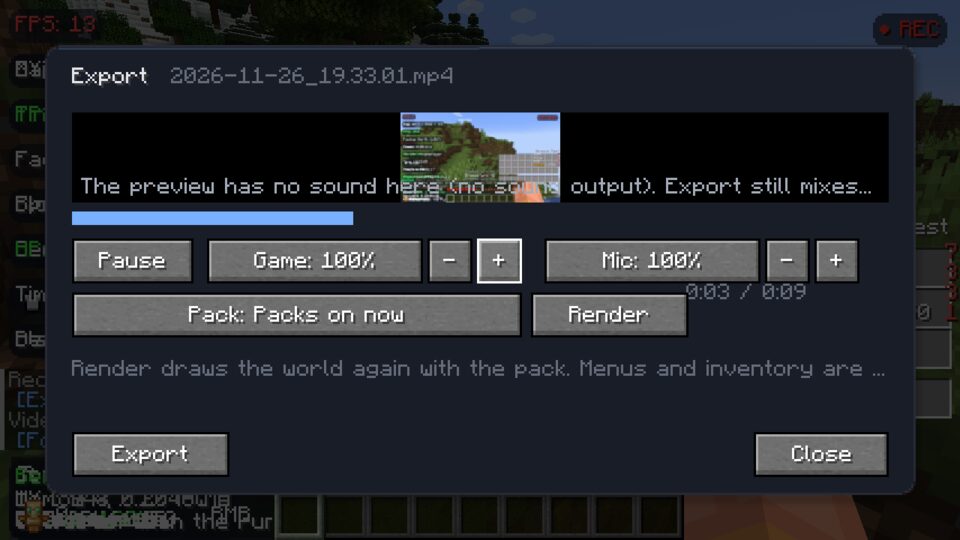 FPS: 13
REC
Export 2026-11-26_19.33.01.mp4
The preview has no sound here (no sound output). Export still mixes...
Pause
Game: 100%
-
+
Mic: 100%
-
+
0:03 / 0:09
Pack: Packs on now
Render
Render draws the world again with the pack. Menus and inventory are ...
Export
Close
RMB